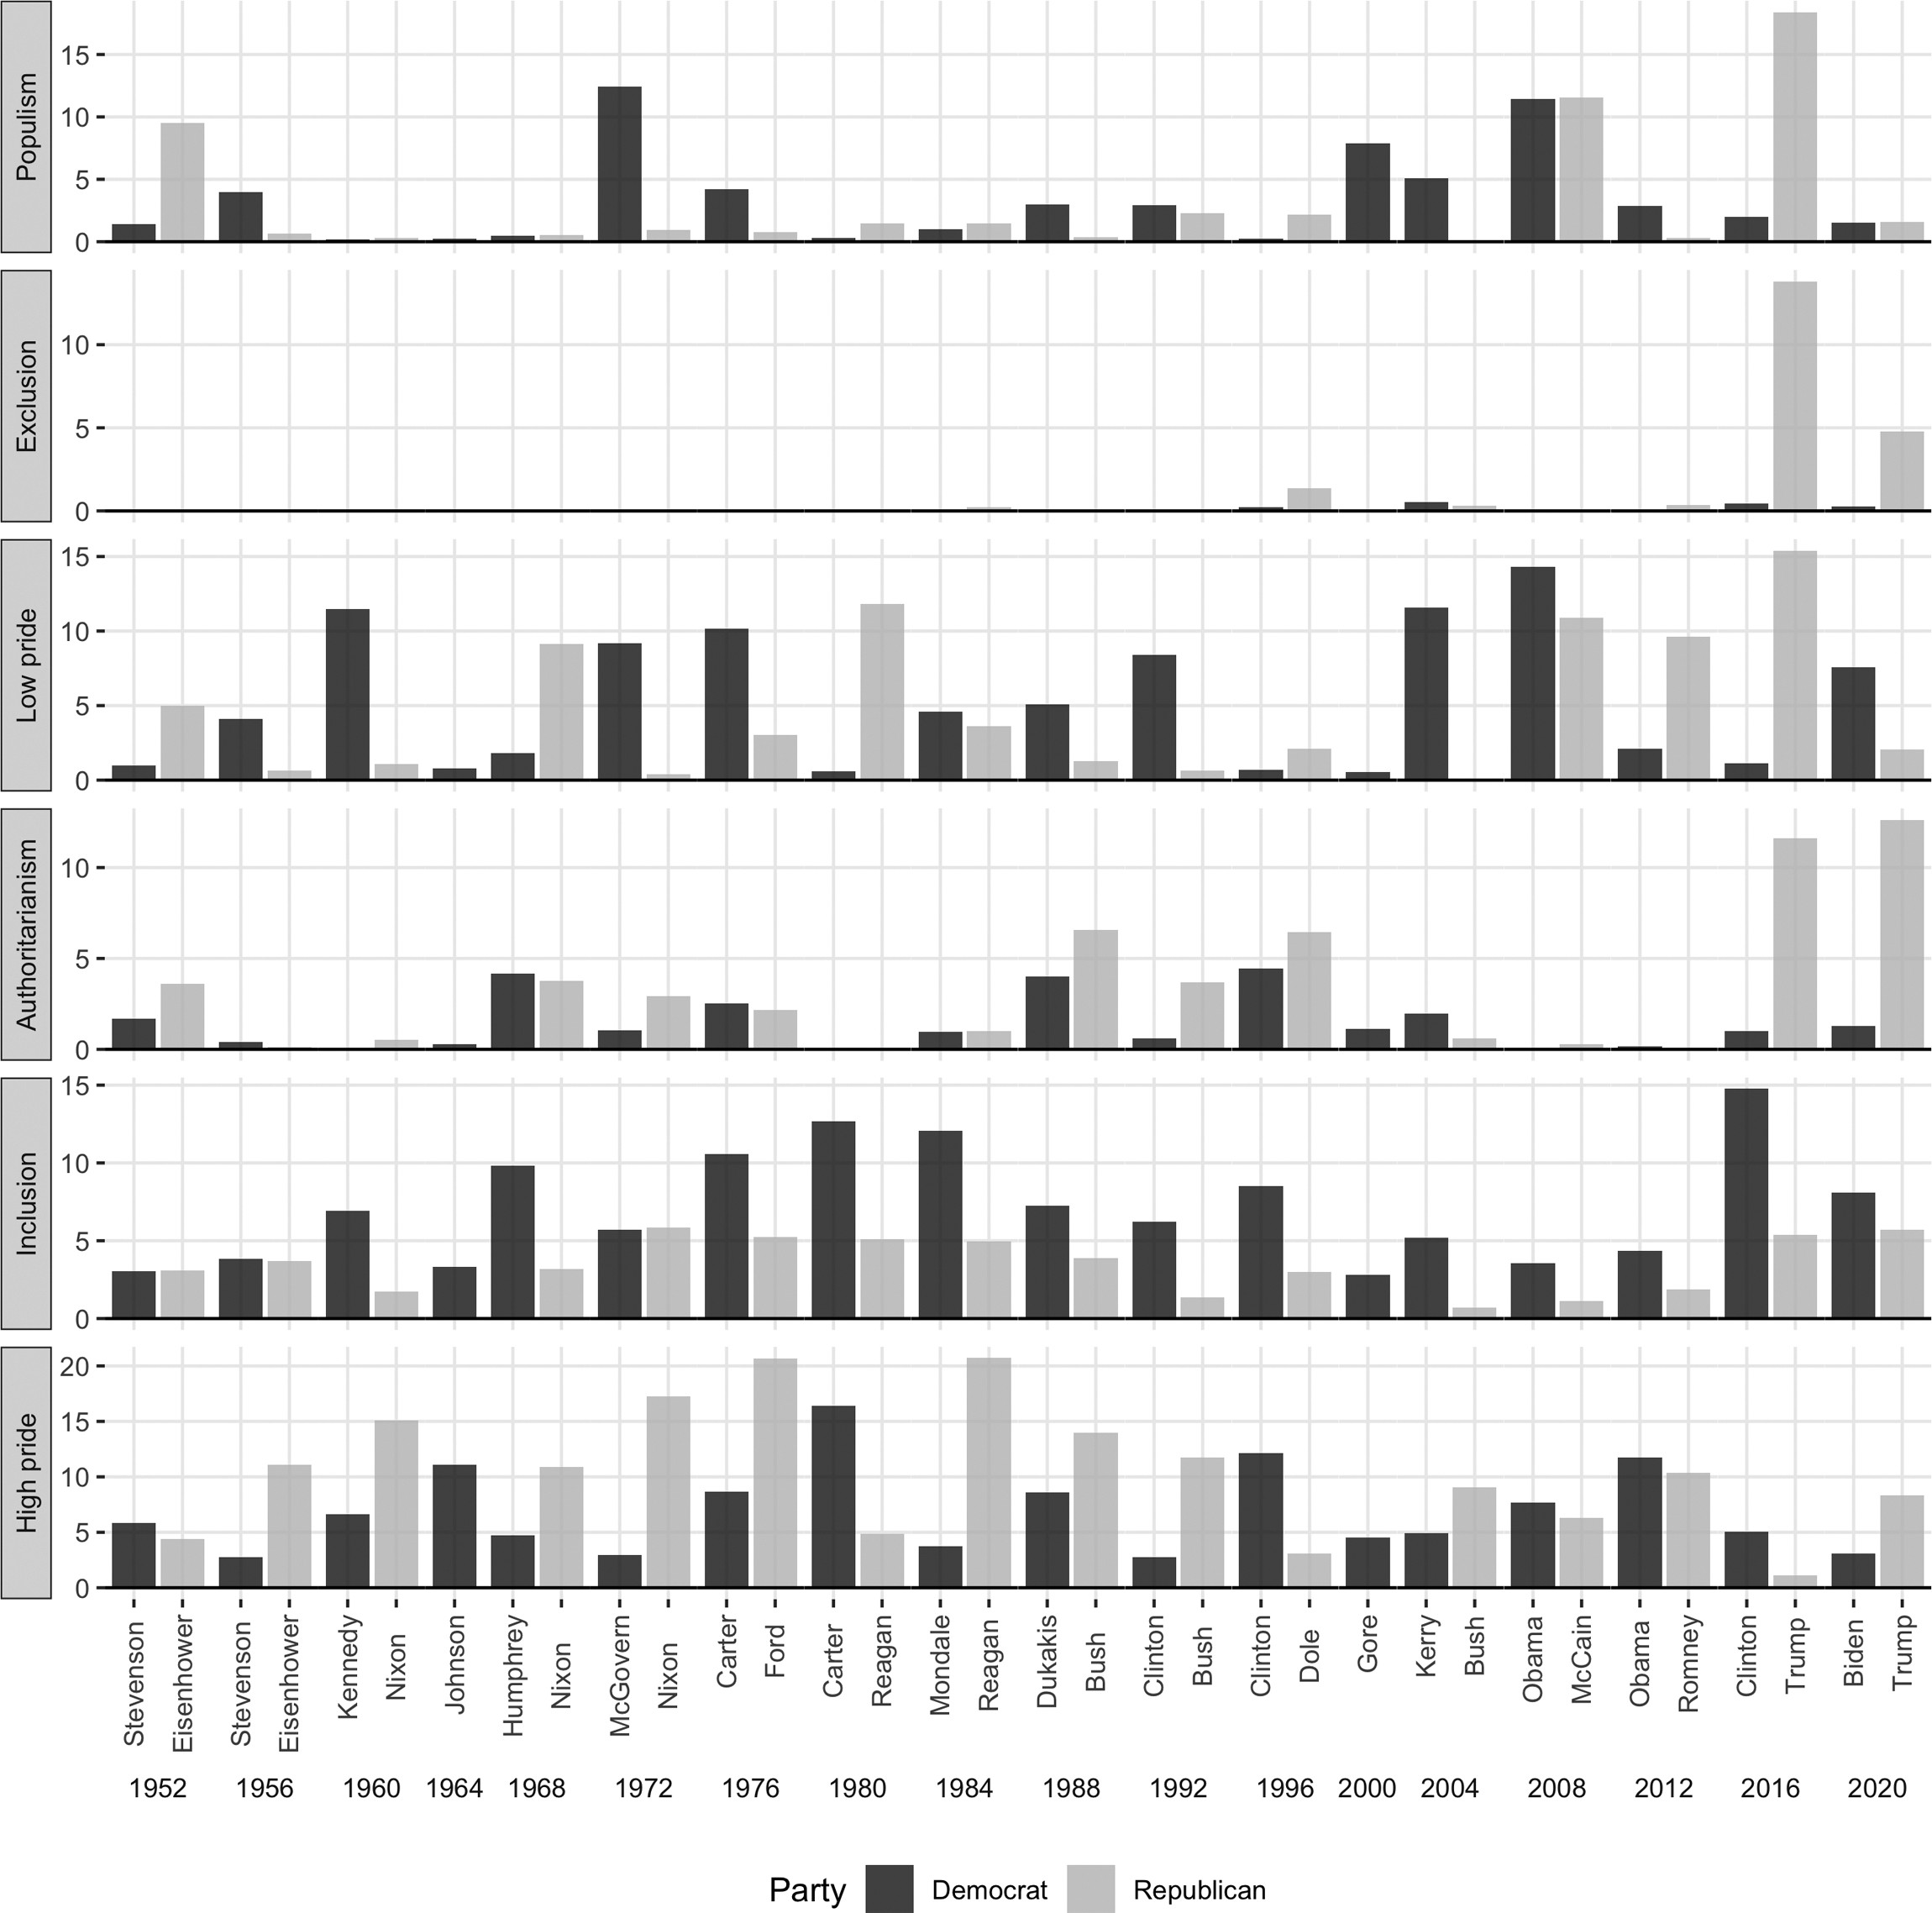 Populism
15
10
5
0
Exclusion
10
5
0
Low pride
15
10
5
0
Authoritarianism
10
5
0
Inclusion
15
10
5
0
High pride
20
15
10
5
0
Stevenson
Eisenhower
Stevenson
Eisenhower
Kennedy
Nixon
Johnson
Humphrey
Nixon
McGovern
Nixon
Carter
Ford
Carter
Reagan
Mondale
Reagan
Dukakis
Bush
Clinton
Bush
Clinton
Dole
Gore
Kerry
Bush
Obama
McCain
Obama
Romney
Clinton
Trump
Biden
Trump
1952 1956 1960 1964 1968 1972 1976 1980 1984 1988 1992 1996 2000 2004 2008 2012 2016 2020
Party Democrat Republican